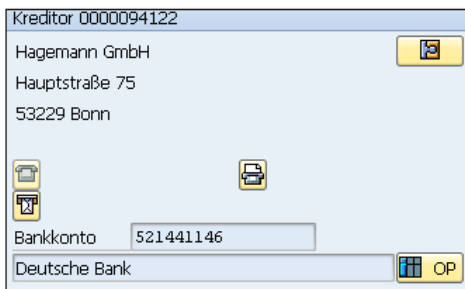 Kreditor 0000094122
Hagemann GmbH
Hauptstraße 75
53229 Bonn
Bankkonto 521441146
Deutsche Bank OP